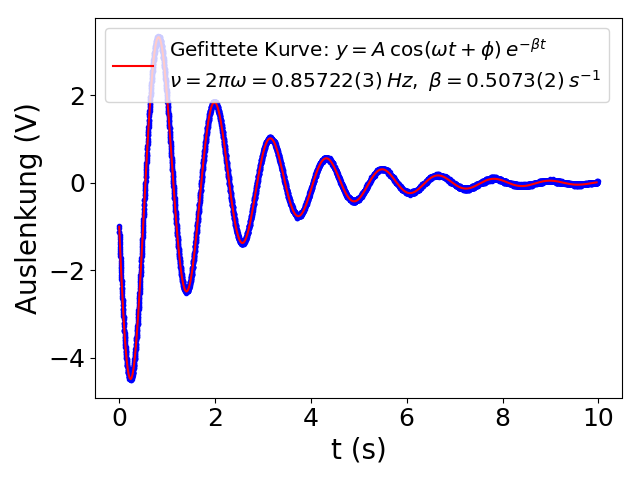 Gefittete Kurve: y = A cos(ωt + ϕ) e^{−βt}
ν = 2πω = 0.85722(3) Hz, β = 0.5073(2) s^{−1}
Auslenkung (V)
2
0
−2
−4
0 2 4 6 8 10
t (s)